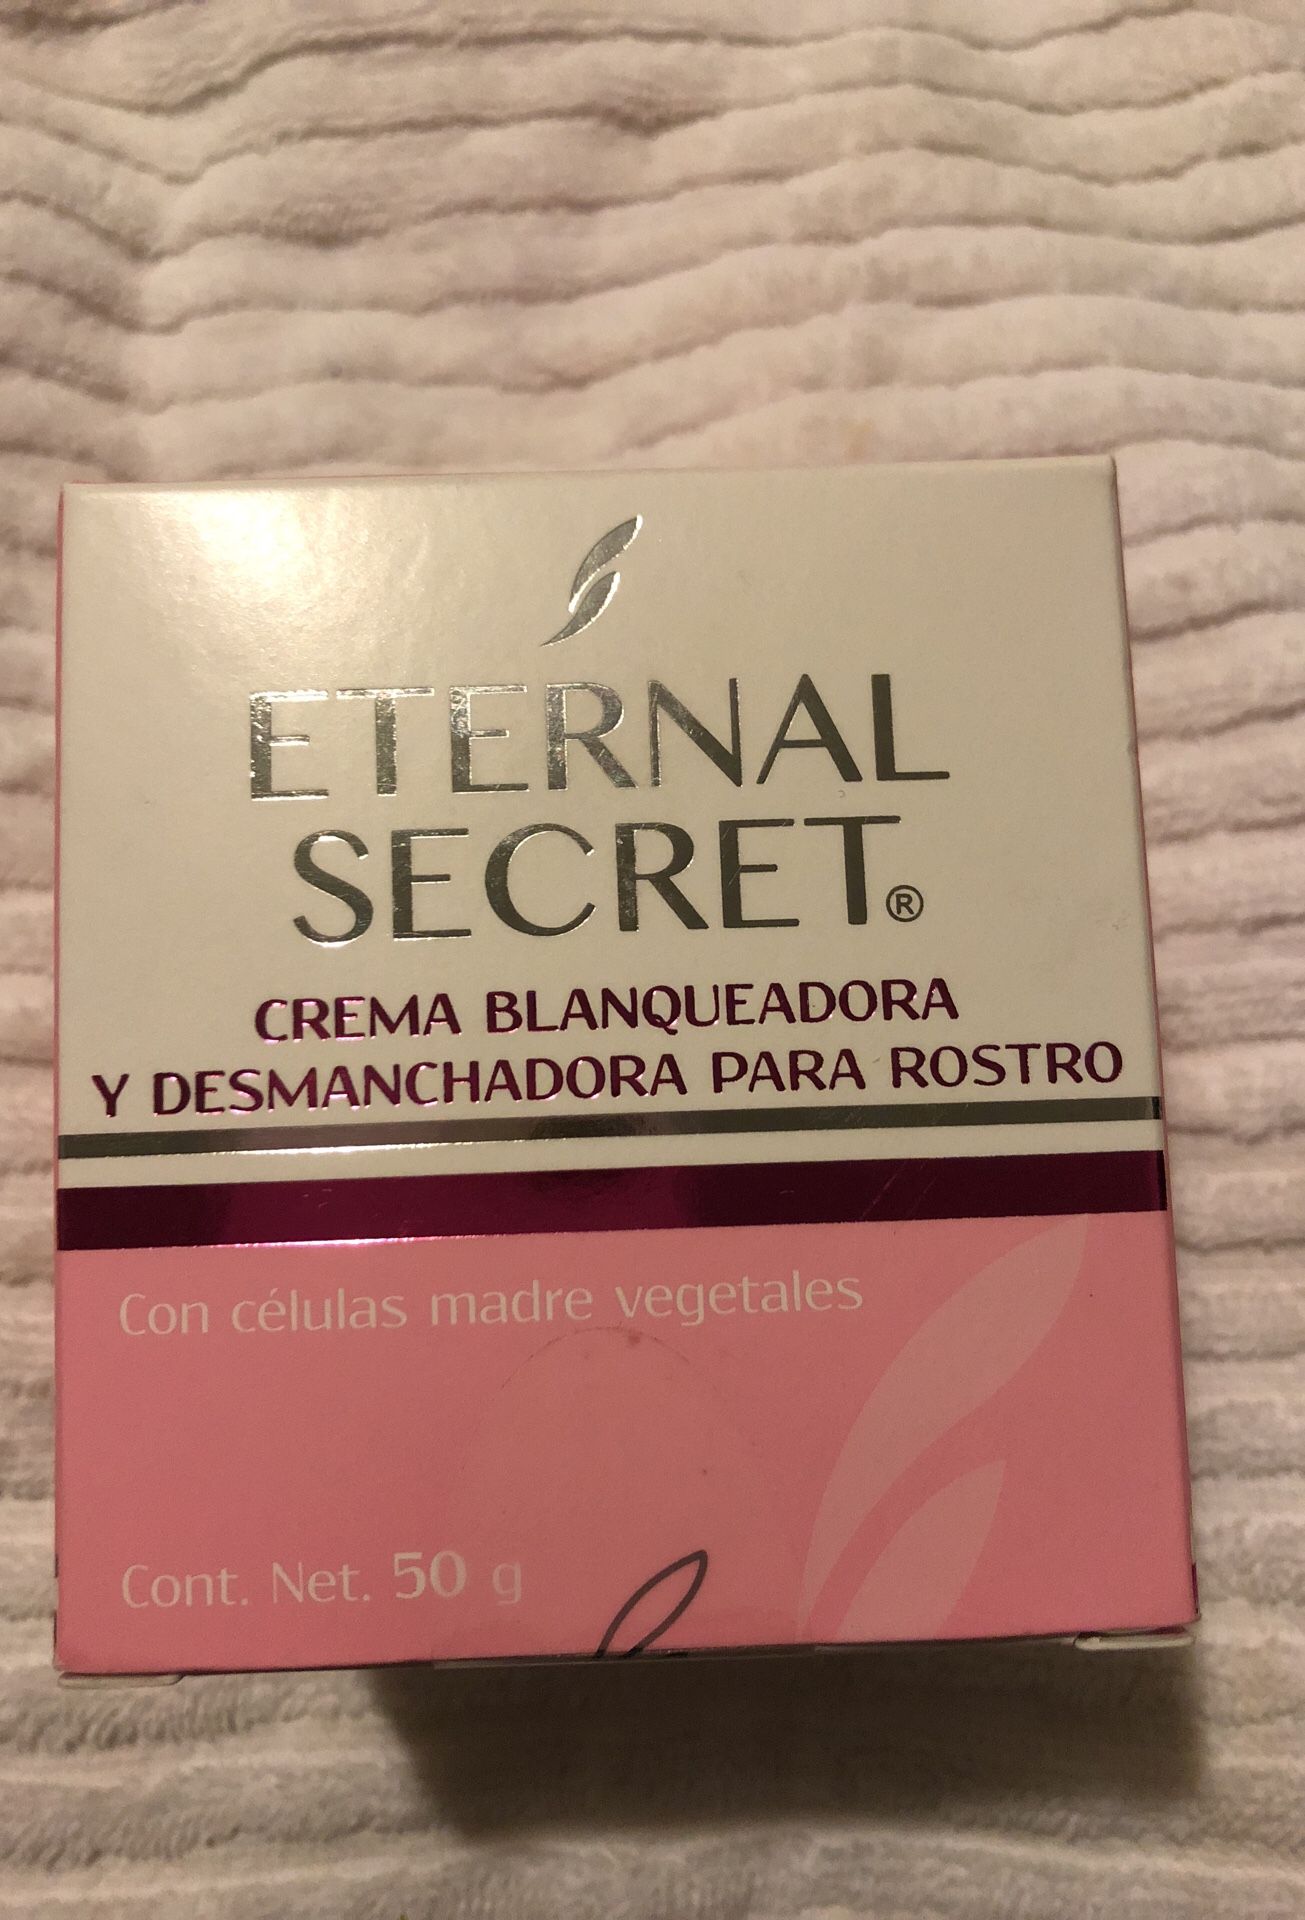 ETERNAL
SECRET®
CREMA BLANQUEADORA
Y DESMANCHADORA PARA ROSTRO
Con células madre vegetales
Cont. Net. 50 g